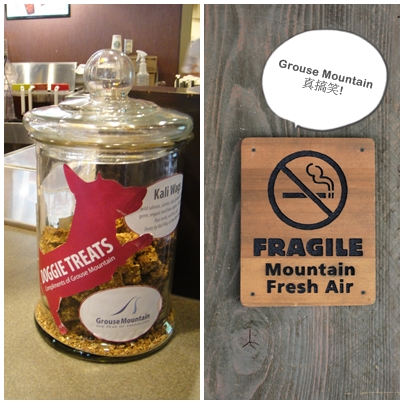 Kali Wag
DOGGIE TREATS
Compliments of Grouse Mountain
Grouse Mountain
Grouse Mountain
真搞笑!
FRAGILE
Mountain
Fresh Air